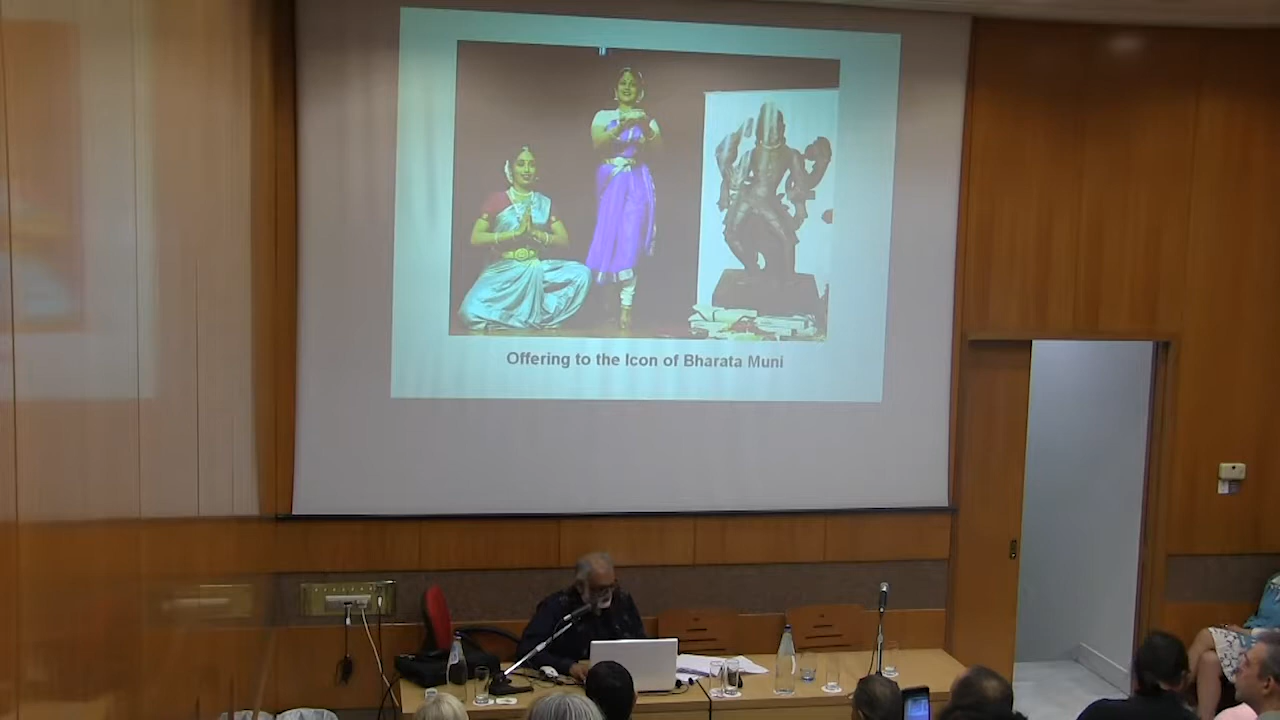 Offering to the Icon of Bharata Muni